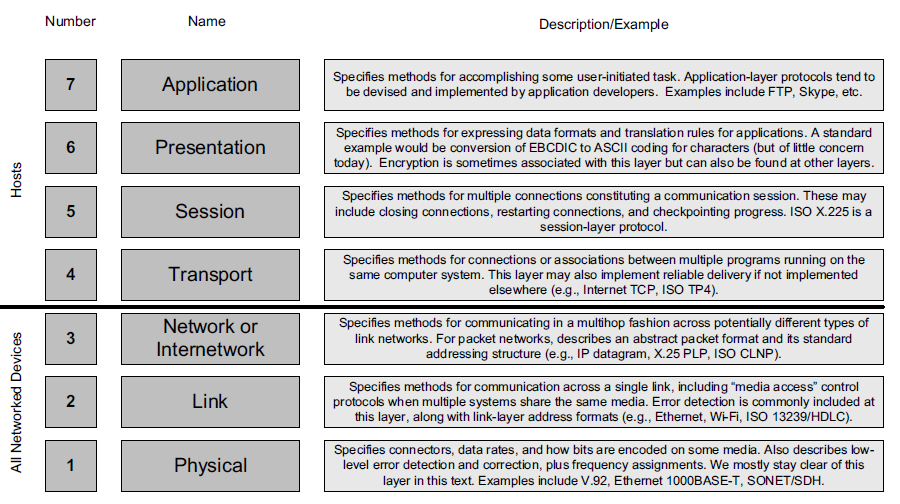 Number
Name
Description/Example
Hosts
7
Application
Specifies methods for accomplishing some user-initiated task. Application-layer protocols tend to
be devised and implemented by application developers.  Examples include FTP, Skype, etc.
6
Presentation
Specifies methods for expressing data formats and translation rules for applications. A standard
example would be conversion of EBCDIC to ASCII coding for characters (but of little concern
today).  Encryption is sometimes associated with this layer but can also be found at other layers.
5
Session
Specifies methods for multiple connections constituting a communication session. These may
include closing connections, restarting connections, and checkpointing progress. ISO X.225 is a
session-layer protocol.
4
Transport
Specifies methods for connections or associations between multiple programs running on the
same computer system. This layer may also implement reliable delivery if not implemented
elsewhere (e.g., Internet TCP, ISO TP4).
All Networked Devices
3
Network or
Internetwork
Specifies methods for communicating in a multihop fashion across potentially different types of
link networks. For packet networks, describes an abstract packet format and its standard
addressing structure (e.g., IP datagram, X.25 PLP, ISO CLNP).
2
Link
Specifies methods for communication across a single link, including “media access” control
protocols when multiple systems share the same media. Error detection is commonly included at
this layer, along with link-layer address formats (e.g., Ethernet, Wi-Fi, ISO 13239/HDLC).
1
Physical
Specifies connectors, data rates, and how bits are encoded on some media. Also describes low-
level error detection and correction, plus frequency assignments. We mostly stay clear of this
layer in this text. Examples include V.92, Ethernet 1000BASE-T, SONET/SDH.